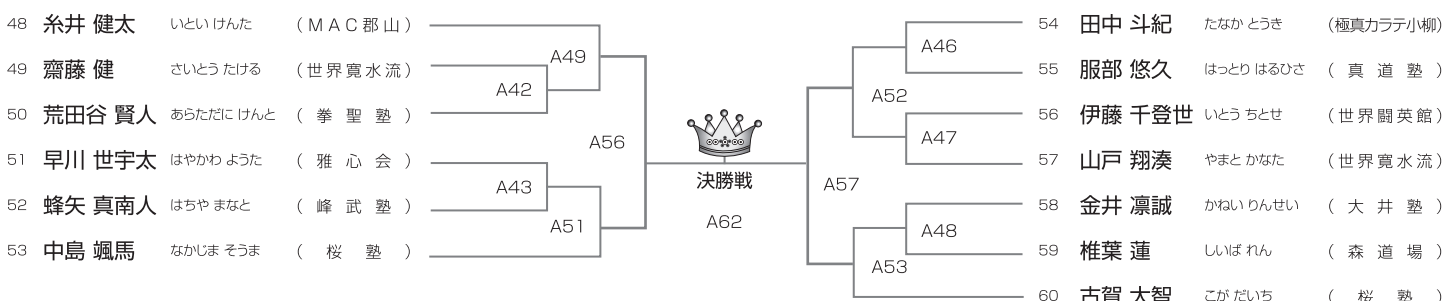 48 糸井 健太 いとい けんた （ＭＡＣ郡山）
49 齋藤 健 さいとう たける （世界寛水流）
50 荒田谷 賢人 あらただに けんと （拳聖塾）
51 早川 世宇太 はやかわ ようた （雅心会）
52 蜂矢 真南人 はちや まなと （峰武塾）
53 中島 颯馬 なかじま そうま （桜塾）
A49
A42
A56
A43
A51
決勝戦
A62
A46
A52
A47
A57
A48
A53
54 田中 斗紀 たなか とうき （極真カラテ小柳）
55 服部 悠久 はっとり はるひさ （真道塾）
56 伊藤 千登世 いとう ちとせ （世界闘英館）
57 山戸 翔湊 やまと かなた （世界寛水流）
58 金井 凛誠 かねい りんせい （大井塾）
59 椎葉 蓮 しいば れん （森道場）
60 古賀 大智 こが だいち （桜塾）